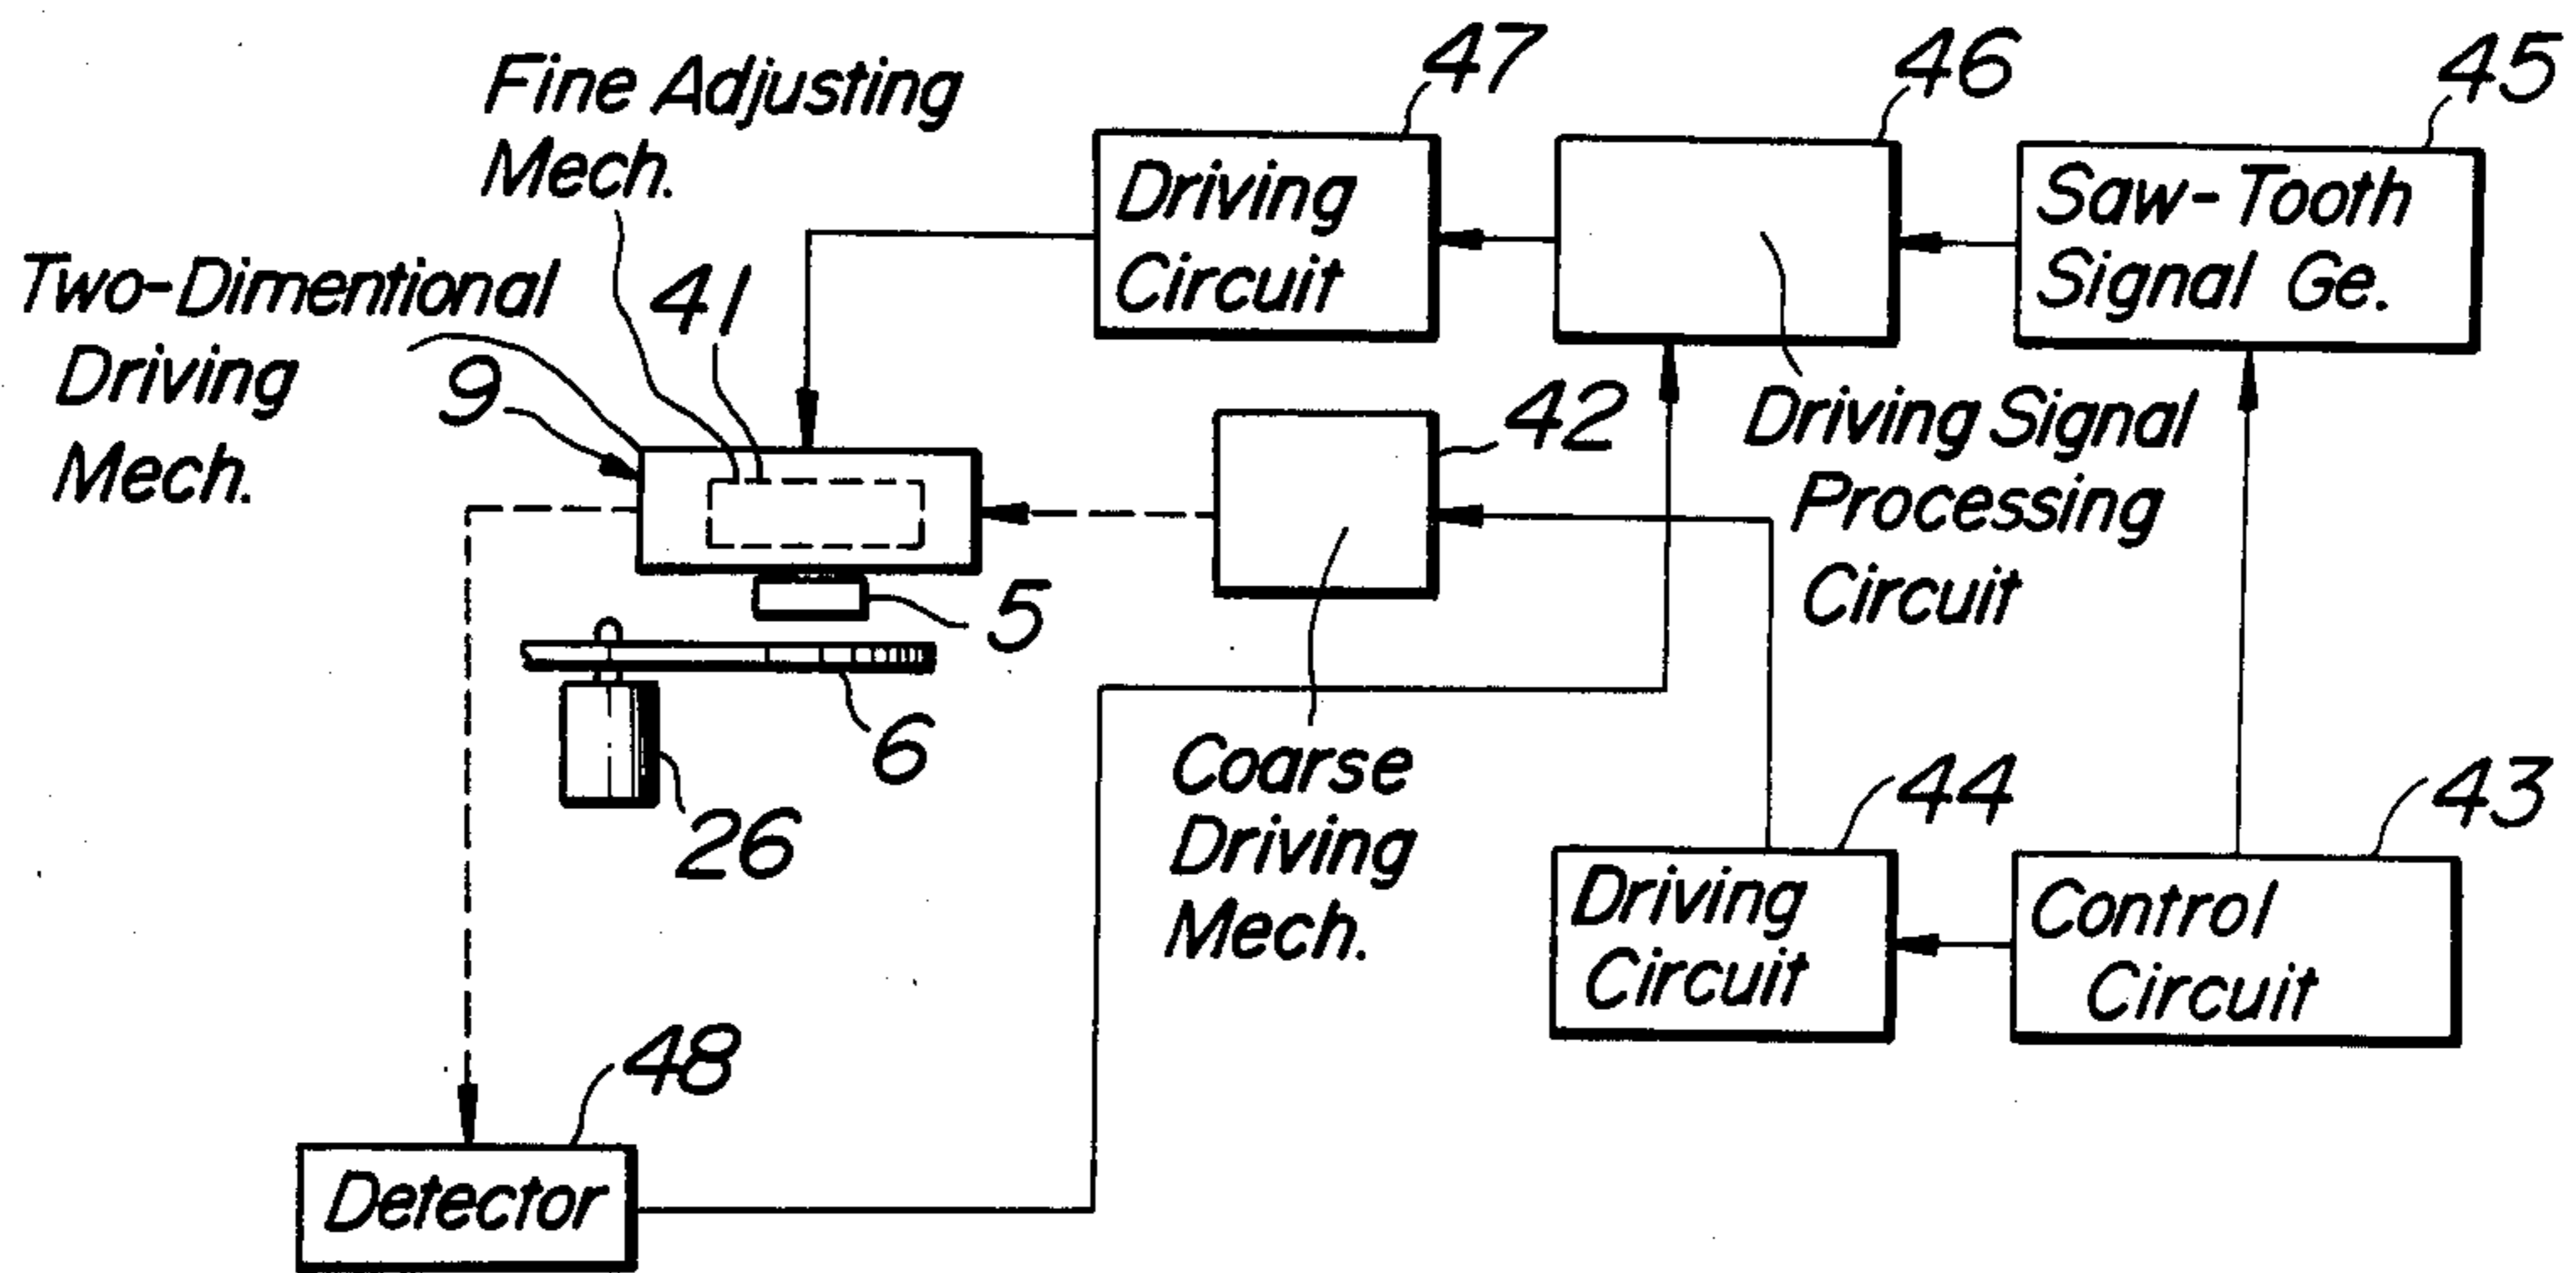 Fine Adjusting
Mech.
47
46
45
Driving
Circuit
Saw-Tooth
Signal Ge.
Two-Dimentional
Driving
Mech.
41
9
42
Driving Signal
Processing
Circuit
5
6
26
Coarse
Driving
Mech.
44
43
Driving
Circuit
Control
Circuit
48
Detector